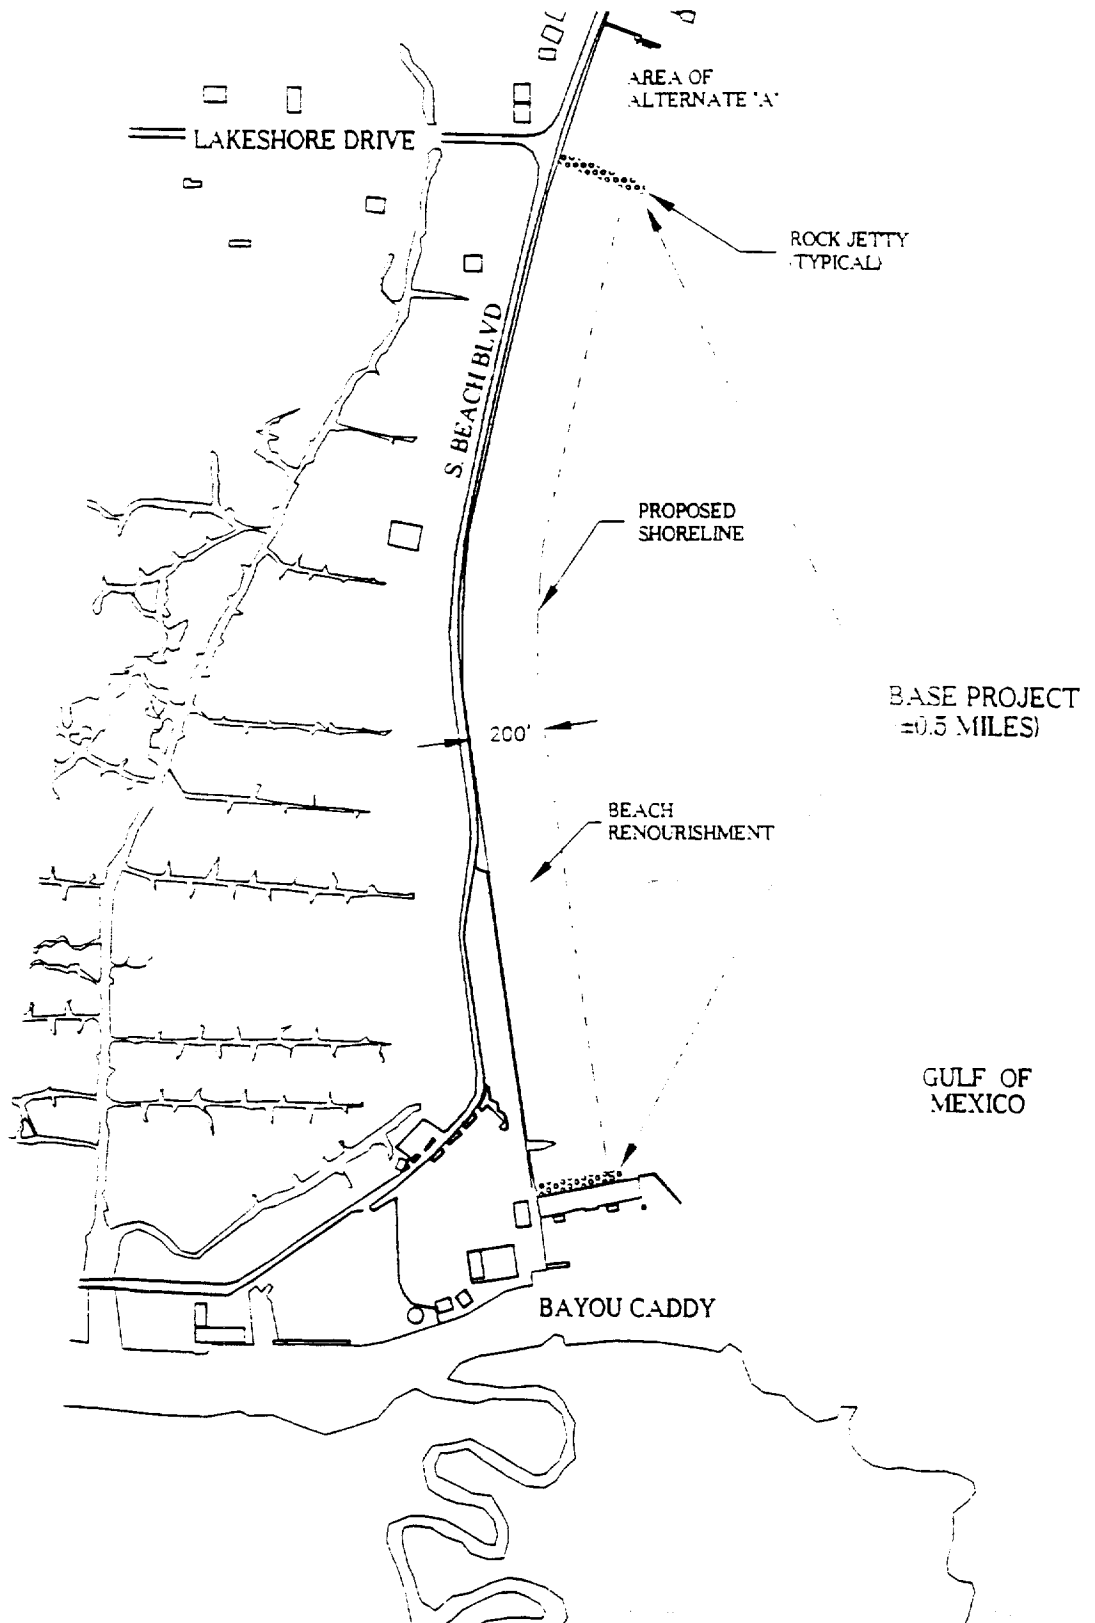 AREA OF
ALTERNATE 'A'
LAKESHORE DRIVE
ROCK JETTY
(TYPICAL)
S. BEACH BLVD
PROPOSED
SHORELINE
BASE PROJECT
(±0.5 MILES)
200'
BEACH
RENOURISHMENT
GULF OF
MEXICO
BAYOU CADDY